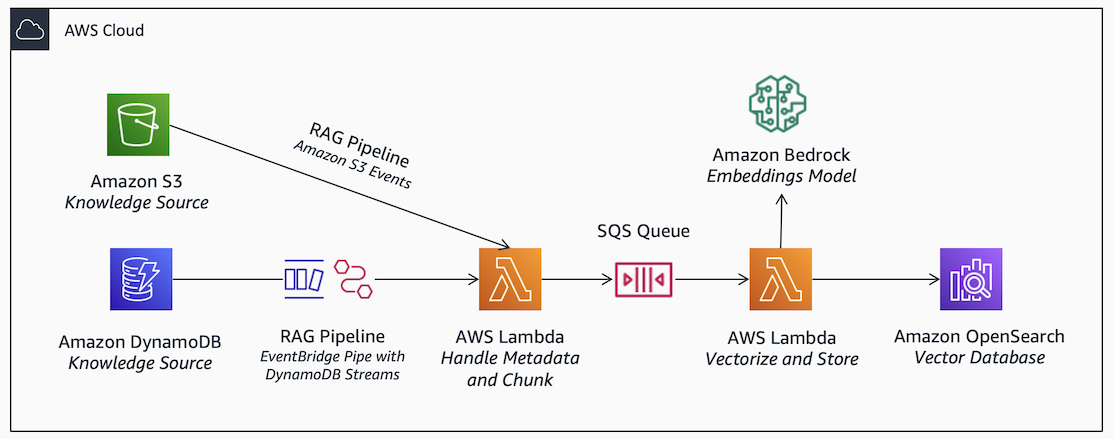 AWS Cloud
RAG Pipeline
Amazon S3 Events
Amazon S3
Knowledge Source
Amazon Bedrock
Embeddings Model
SQS Queue
Amazon DynamoDB
Knowledge Source
RAG Pipeline
EventBridge Pipe with
DynamoDB Streams
AWS Lambda
Handle Metadata
and Chunk
AWS Lambda
Vectorize and Store
Amazon OpenSearch
Vector Database